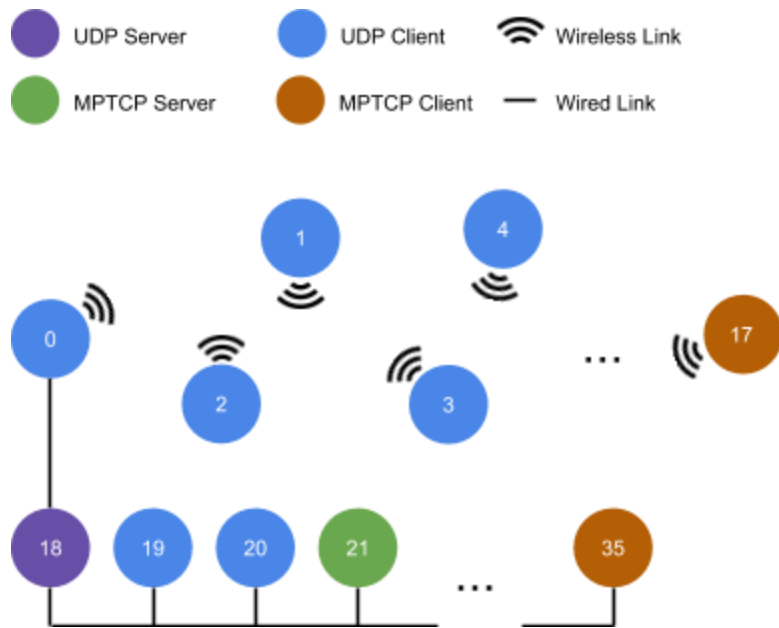 UDP Server UDP Client Wireless Link
MPTCP Server MPTCP Client Wired Link
1 4
0 17
2 3 ...
18 19 20 21 35
...